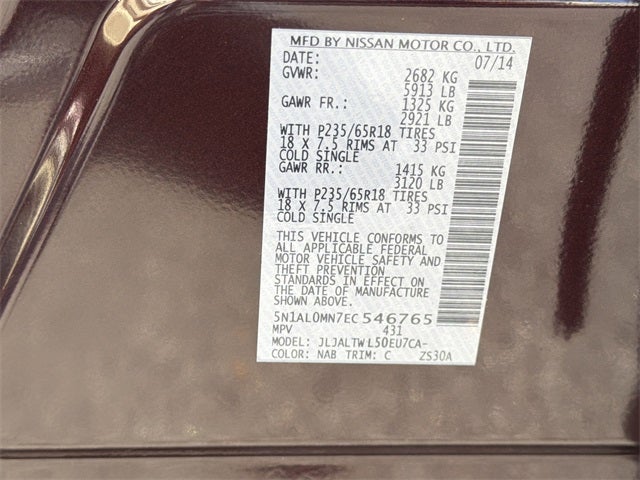 MFD BY NISSAN MOTOR CO., LTD.
DATE: 07/14
GVWR: 2682 KG
5913 LB
GAWR FR.: 1325 KG
2921 LB
WITH P235/65R18 TIRES
18 X 7.5 RIMS AT 33 PSI
COLD SINGLE
GAWR RR.: 1415 KG
3120 LB
WITH P235/65R18 TIRES
18 X 7.5 RIMS AT 33 PSI
COLD SINGLE
THIS VEHICLE CONFORMS TO
ALL APPLICABLE FEDERAL
MOTOR VEHICLE SAFETY AND
THEFT PREVENTION
STANDARDS IN EFFECT ON
THE DATE OF MANUFACTURE
SHOWN ABOVE.
5N1AL0MN7EC546765
MPV 431
MODEL: JLJALTWL50EU7CA-
COLOR: NAB TRIM: C ZS30A